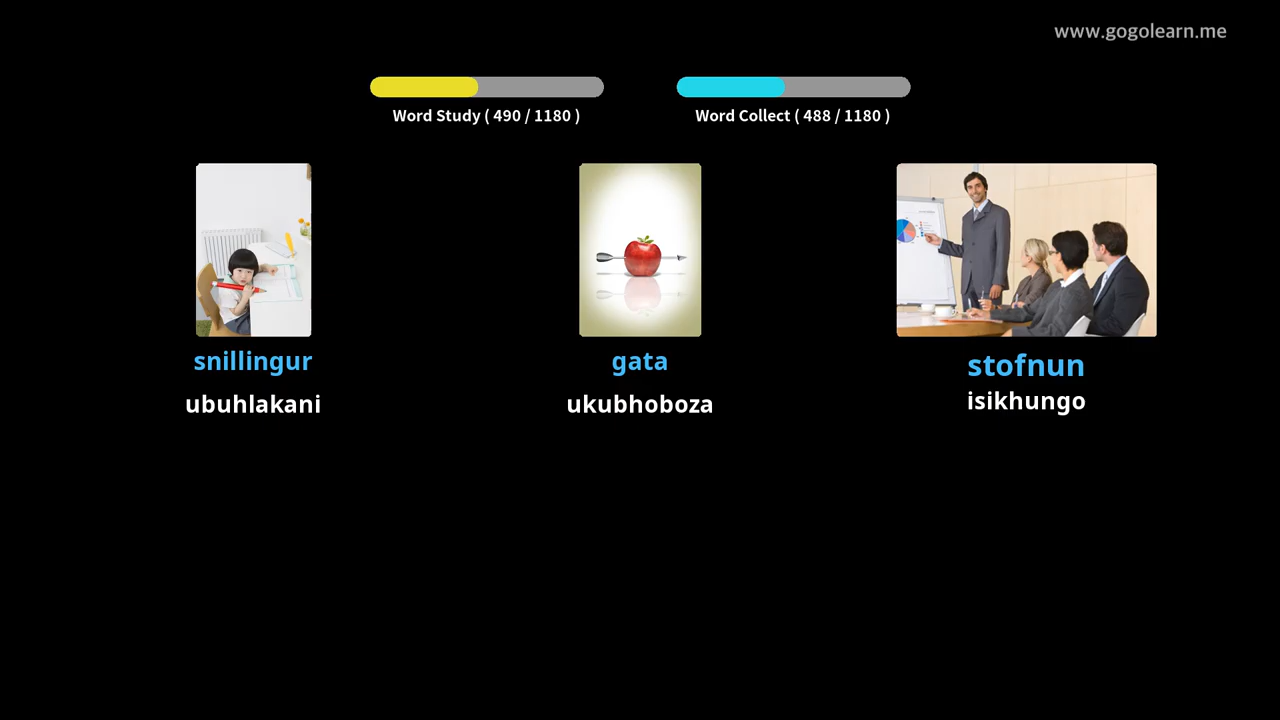 www.gogolearn.me
Word Study ( 490 / 1180 )
Word Collect ( 488 / 1180 )
snillingur
gata
stofnun
ubuhlakani
ukubhoboza
isikhungo